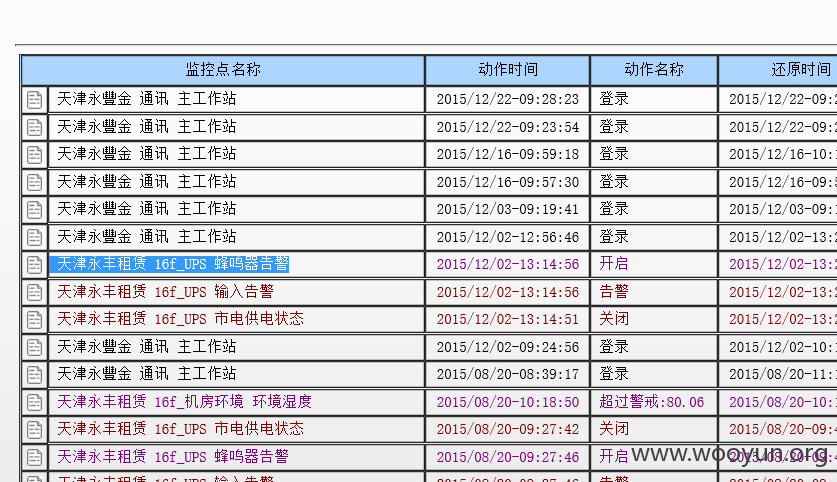 监控点名称 动作时间 动作名称 还原时间
天津永豐金 通讯 主工作站 2015/12/22-09:28:23 登录 2015/12/22-09:
天津永豐金 通讯 主工作站 2015/12/22-09:23:54 登录 2015/12/22-09:
天津永豐金 通讯 主工作站 2015/12/16-09:59:18 登录 2015/12/16-10:
天津永豐金 通讯 主工作站 2015/12/16-09:57:30 登录 2015/12/16-09:
天津永豐金 通讯 主工作站 2015/12/03-09:19:41 登录 2015/12/03-09:
天津永豐金 通讯 主工作站 2015/12/02-12:56:46 登录 2015/12/02-13:
天津永丰租赁 16f_UPS 蜂鸣器告警 2015/12/02-13:14:56 开启 2015/12/02-13:
天津永丰租赁 16f_UPS 输入告警 2015/12/02-13:14:56 告警 2015/12/02-13:
天津永丰租赁 16f_UPS 市电供电状态 2015/12/02-13:14:51 关闭 2015/12/02-13:
天津永豐金 通讯 主工作站 2015/12/02-09:24:56 登录 2015/12/02-10:
天津永豐金 通讯 主工作站 2015/08/20-08:39:17 登录 2015/08/20-11:
天津永丰租赁 16f_机房环境 环境湿度 2015/08/20-10:18:50 超过警戒:80.06 2015/08/20-10:
天津永丰租赁 16f_UPS 市电供电状态 2015/08/20-09:27:42 关闭 2015/08/20-09:
天津永丰租赁 16f_UPS 蜂鸣器告警 2015/08/20-09:27:46 开启 2015/08/20-09:
www.wooyun.org